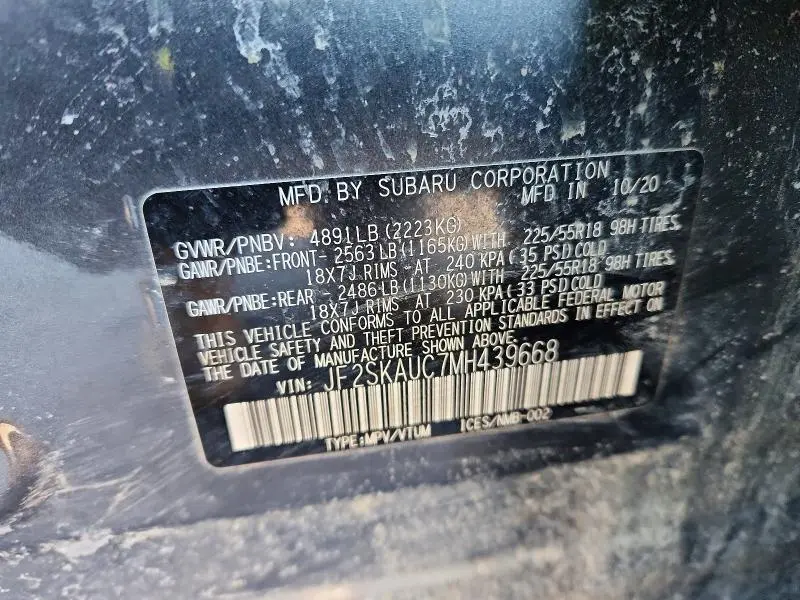 MFD. BY SUBARU CORPORATION
MFD IN 10/20
GVWR/PNBV: 4891LB (2223KG)
GAWR/PNBE:FRONT- 2563LB(1165KG)WITH 225/55R18 98H TIRES,
18X7J RIMS AT 240 KPA(35 PSI)COLD
GAWR/PNBE:REAR - 2486LB(1130KG)WITH 225/55R18 98H TIRES,
18X7J RIMS AT 230 KPA(33 PSI)COLD
THIS VEHICLE CONFORMS TO ALL APPLICABLE FEDERAL MOTOR
VEHICLE SAFETY AND THEFT PREVENTION STANDARDS IN EFFECT ON
THE DATE OF MANUFACTURE SHOWN ABOVE.
VIN: JF2SKAUC7MH439668
TYPE:MPV/VTUM ICES/NMB-002